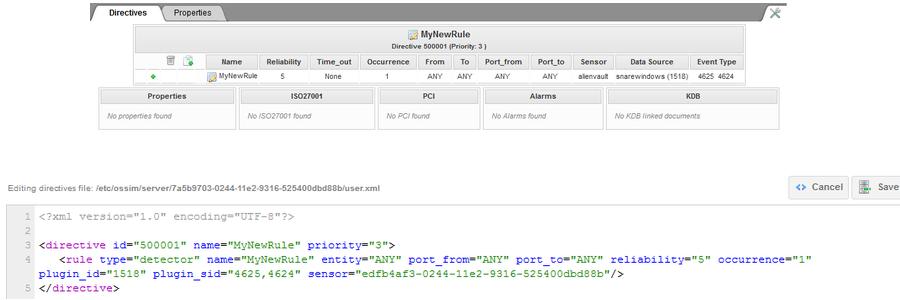 Directives Properties
MyNewRule
Directive 500001 (Priority: 3 )
Name Reliability Time_out Occurrence From To Port_from Port_to Sensor Data Source Event Type
MyNewRule 5 None 1 ANY ANY ANY ANY alienvault snarewindows (1518) 4625 4624
Properties ISO27001 PCI Alarms KDB
No properties found No ISO27001 found No PCI found No Alarms found No KDB linked documents
Editing directives file: /etc/ossim/server/7a5b9703-0244-11e2-9316-525400dbd88b/user.xml Cancel Save
1 <?xml version="1.0" encoding="UTF-8"?>
2
3 <directive id="500001" name="MyNewRule" priority="3">
4 <rule type="detector" name="MyNewRule" entity="ANY" port_from="ANY" port_to="ANY" reliability="5" occurrence="1"
plugin_id="1518" plugin_sid="4625,4624" sensor="edfb4af3-0244-11e2-9316-525400dbd88b"/>
5 </directive>